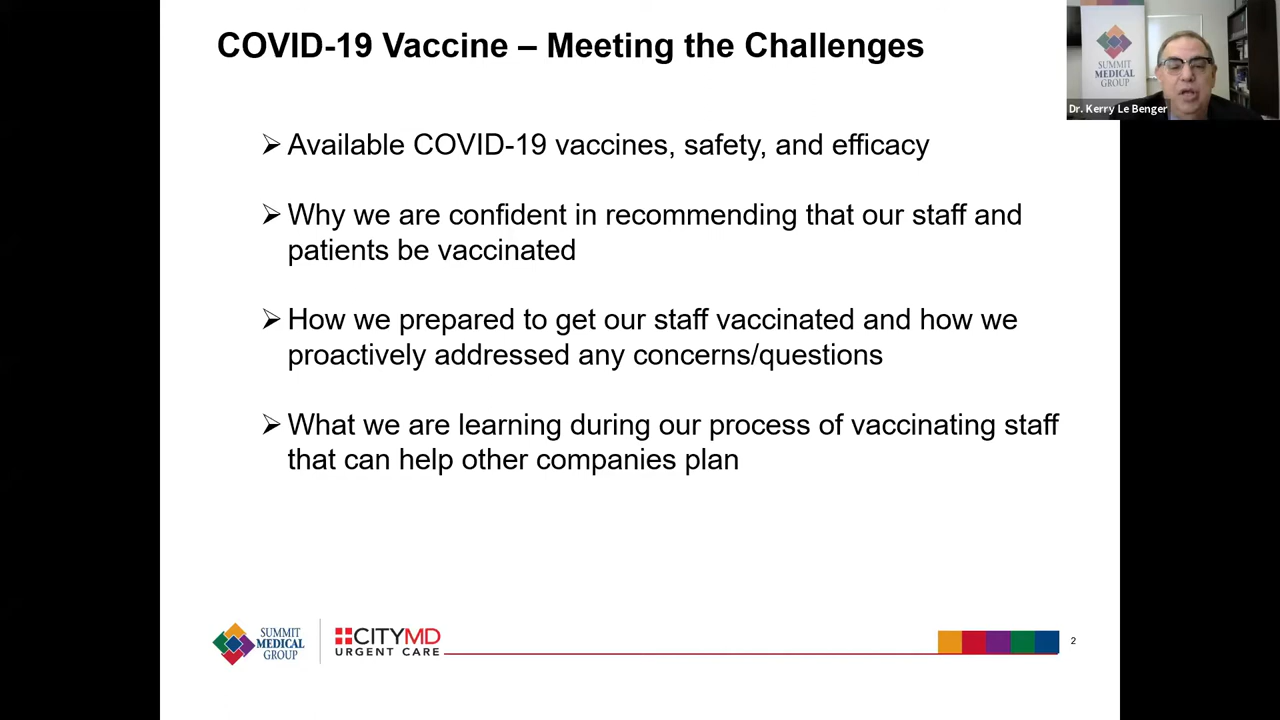 COVID-19 Vaccine – Meeting the Challenges
SUMMIT
MEDICAL
GROUP
Dr. Kerry Le Benger
➢ Available COVID-19 vaccines, safety, and efficacy
➢ Why we are confident in recommending that our staff and
patients be vaccinated
➢ How we prepared to get our staff vaccinated and how we
proactively addressed any concerns/questions
➢ What we are learning during our process of vaccinating staff
that can help other companies plan
SUMMIT
MEDICAL
GROUP
CITYMD
URGENT CARE
2